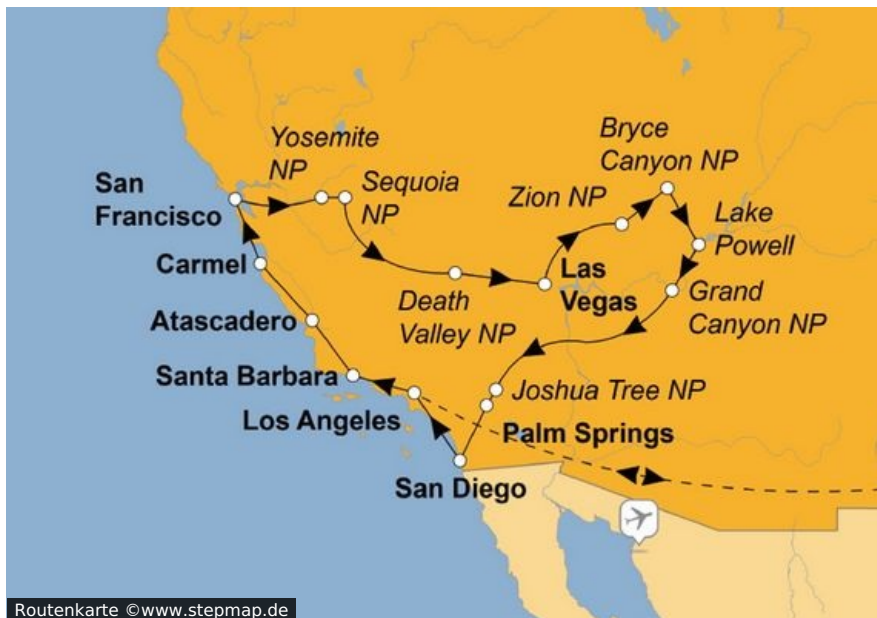 Bryce
Canyon NP
Yosemite
NP
Sequoia
NP
San
Francisco
Zion NP
Lake
Powell
Carmel
Las
Vegas
Death
Valley NP
Grand
Canyon NP
Atascadero
Santa Barbara
Joshua Tree NP
Los Angeles
Palm Springs
San Diego
Routenkarte ©www.stepmap.de